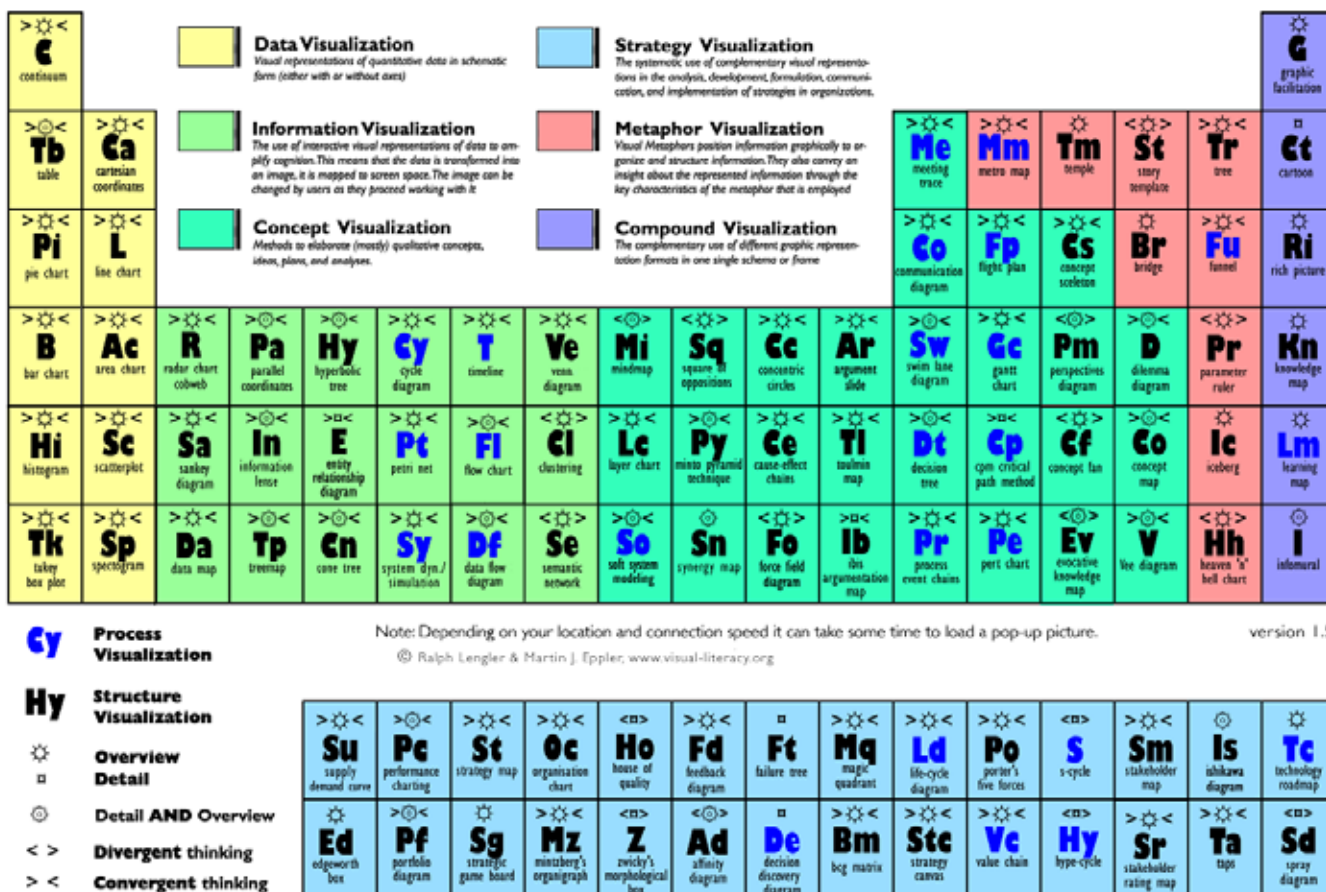 C
continum
Data Visualization
Visual representations of quantitative data in schematic
form (either with or without axes)
Strategy Visualization
The systematic use of complementary visual representa-
tions in the analysis, development, formulation, communi-
cation, and implementation of strategies in organizations.
G
graphic
facilitation
Tb
table
Ca
cartesian
coordinates
Information Visualization
The use of interactive visual representations of data to am-
plify cognition. This means that the data is transformed into
an image, it is mapped to screen space. The image can be
changed by users as they proceed working with it
Metaphor Visualization
Visual Metaphors position information graphically to or-
ganize and structure information. They also convey an
insight about the represented information through the
key characteristics of the metaphor that is employed
Me
meeting
trace
Mm
metro map
Tm
temple
St
story
template
Tr
tree
Ct
cartoon
Pi
pie chart
L
line chart
Concept Visualization
Methods to elaborate (mostly) qualitative concepts,
ideas, plans, and analyses.
Compound Visualization
The complementary use of different graphic represen-
tation formats in one single schema or frame
Co
communication
diagram
Fp
flight plan
Cs
concept
sceleton
Br
bridge
Fu
funnel
Ri
rich picture
B
bar chart
Ac
area chart
R
radar chart
cobweb
Pa
parallel
coordinates
Hy
hyperbolic
tree
Cy
cycle
diagram
T
timeline
Ve
venn
diagram
Mi
mindmap
Sq
square of
oppositions
Cc
concentric
circles
Ar
argument
slide
Sw
swim lane
diagram
Gc
gantt
chart
Pm
perspectives
diagram
D
dilemma
diagram
Pr
parameter
ruler
Kn
knowledge
map
Hi
histogram
Sc
scatterplot
Sa
sankey
diagram
In
information
lense
E
entity
relationship
diagram
Pt
petri net
Fl
flow chart
Cl
clustering
Lc
layer chart
Py
minto pyramid
technique
Ce
cause-effect
chains
Tl
toulmin
map
Dt
decision
tree
Cp
cpm critical
path method
Cf
concept fan
Co
concept
map
Ic
iceberg
Lm
learning
map
Tk
tukey
box plot
Sp
spectogram
Da
data map
Tp
treemap
Cn
cone tree
Sy
system dyn./
simulation
Df
data flow
diagram
Se
semantic
network
So
soft system
modeling
Sn
synergy map
Fo
force field
diagram
Ib
ibis
argumentation
map
Pr
process
event chains
Pe
pert chart
Ev
evocative
knowledge
map
V
Vee diagram
Hh
heaven 'n'
hell chart
I
infomural
Cy
Process
Visualization
Note: Depending on your location and connection speed it can take some time to load a pop-up picture.
version 1.5
© Ralph Lengler & Martin J. Eppler, www.visual-literacy.org
Hy
Structure
Visualization
Overview
Detail
Detail AND Overview
< > Divergent thinking
> < Convergent thinking
Su
supply
demand curve
Pc
performance
charting
St
strategy map
Oc
organisation
chart
Ho
house of
quality
Fd
feedback
diagram
Ft
failure tree
Mq
magic
quadrant
Ld
life-cycle
diagram
Po
porter's
five forces
S
s-cycle
Sm
stakeholder
map
Is
ishikawa
diagram
Tc
technology
roadmap
Ed
edgeworth
box
Pf
portfolio
diagram
Sg
strategic
game board
Mz
mintzberg's
organigraph
Z
zwicky's
morphological
box
Ad
affinity
diagram
De
decision
discovery
diagram
Bm
bcg matrix
Stc
strategy
canvas
Vc
value chain
Hy
hype-cycle
Sr
stakeholder
rating map
Ta
taps
Sd
spray
diagram